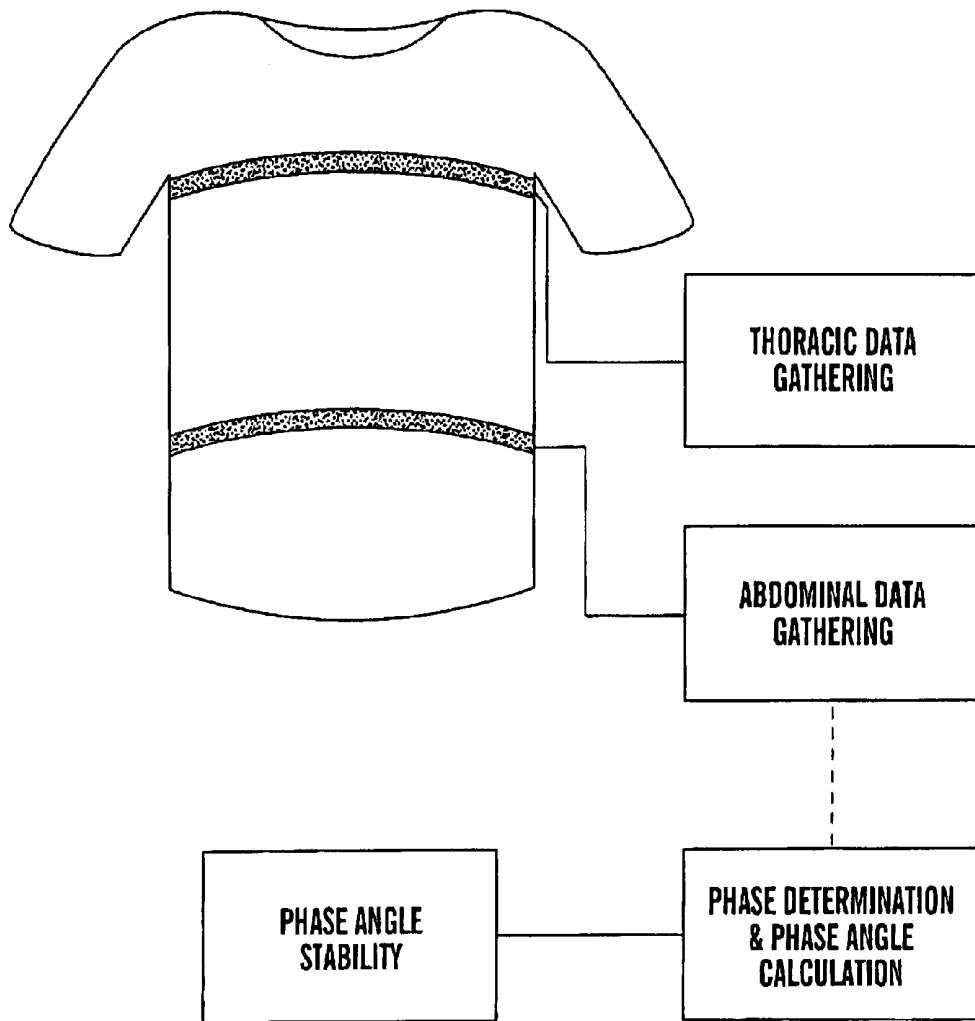 THORACIC DATA
GATHERING
ABDOMINAL DATA
GATHERING
PHASE DETERMINATION
& PHASE ANGLE
CALCULATION
PHASE ANGLE
STABILITY